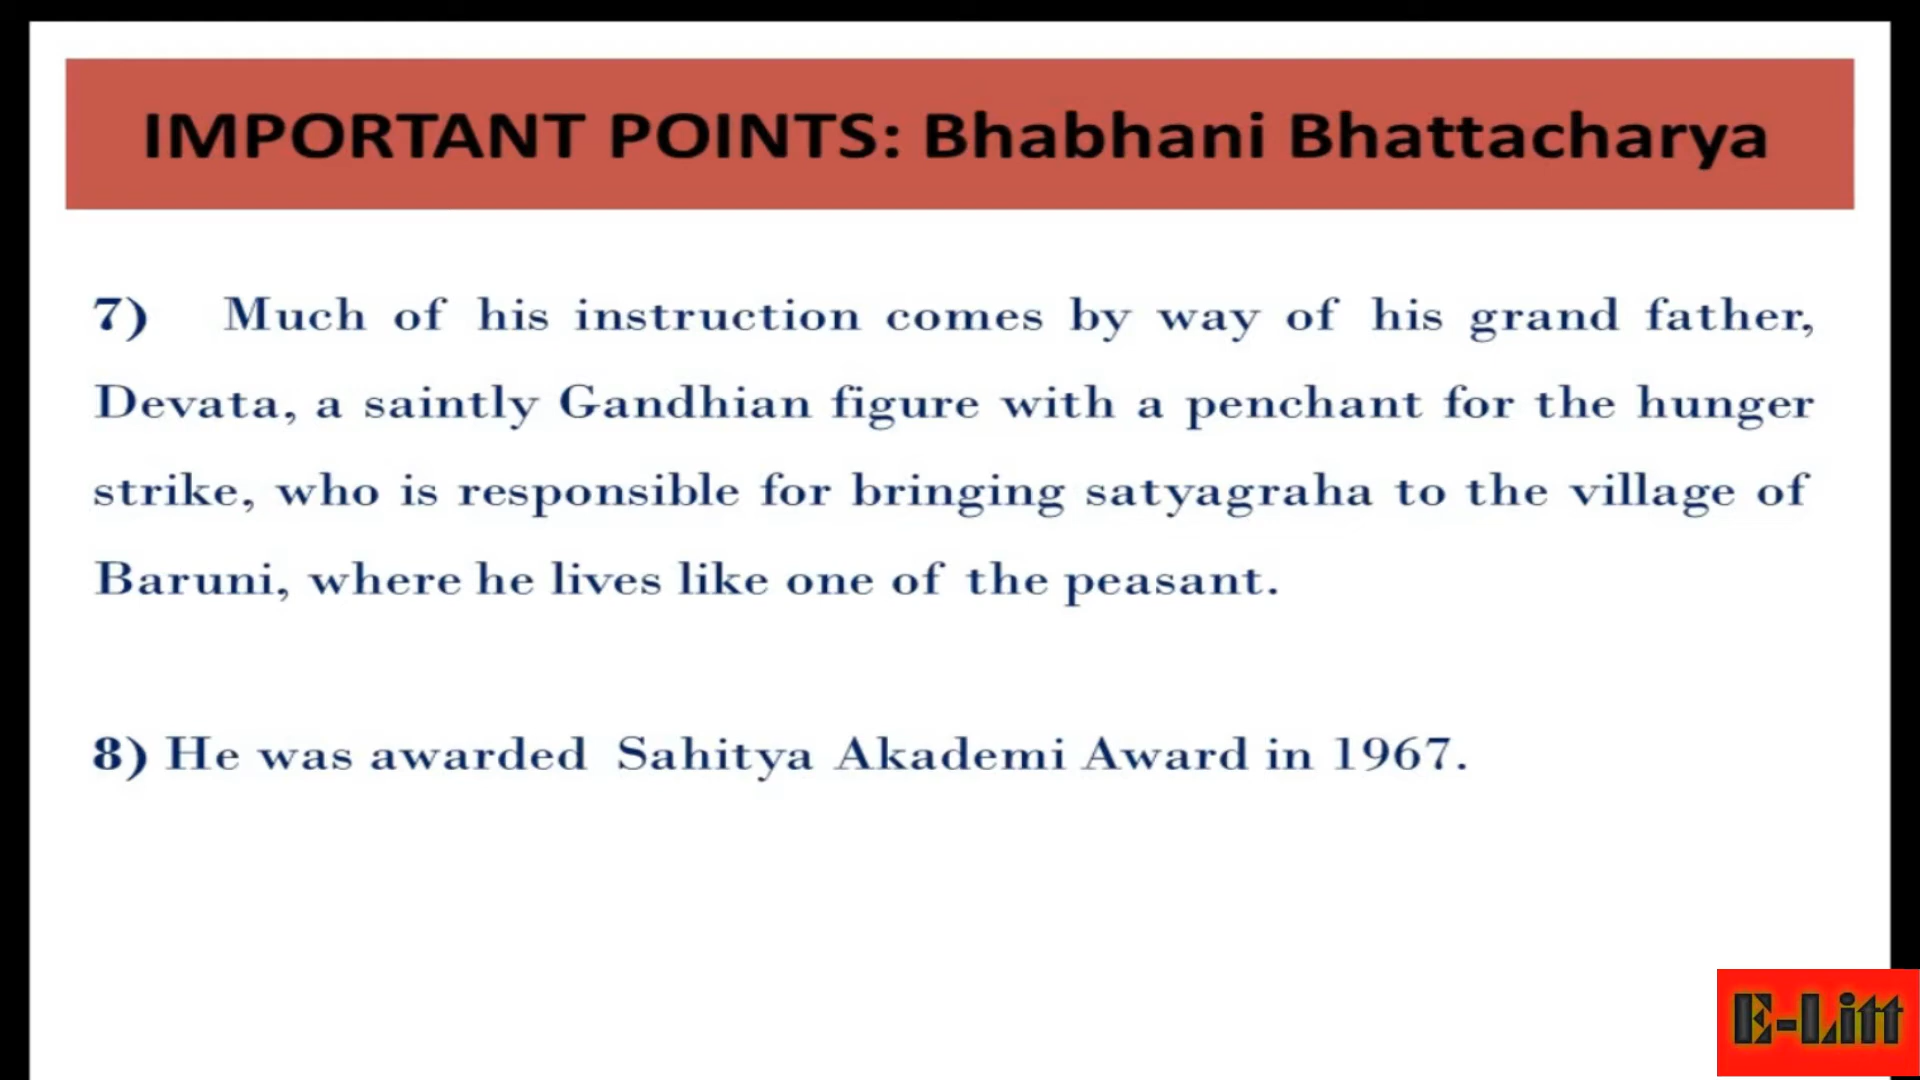 IMPORTANT POINTS: Bhabhani Bhattacharya
7) Much of his instruction comes by way of his grand father,
Devata, a saintly Gandhian figure with a penchant for the hunger
strike, who is responsible for bringing satyagraha to the village of
Baruni, where he lives like one of the peasant.
8) He was awarded Sahitya Akademi Award in 1967.
E-Litt